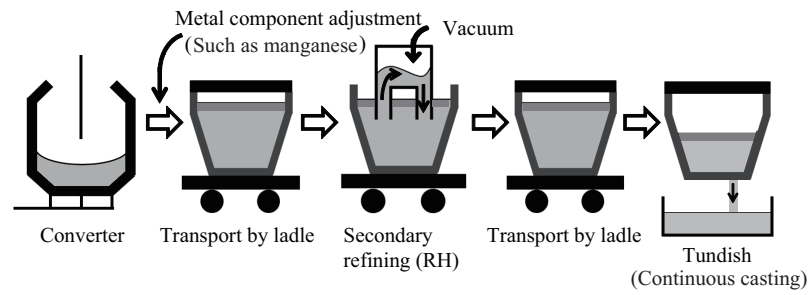 Metal component adjustment
(Such as manganese)
Vacuum
Converter
Transport by ladle
Secondary
refining (RH)
Transport by ladle
Tundish
(Continuous casting)